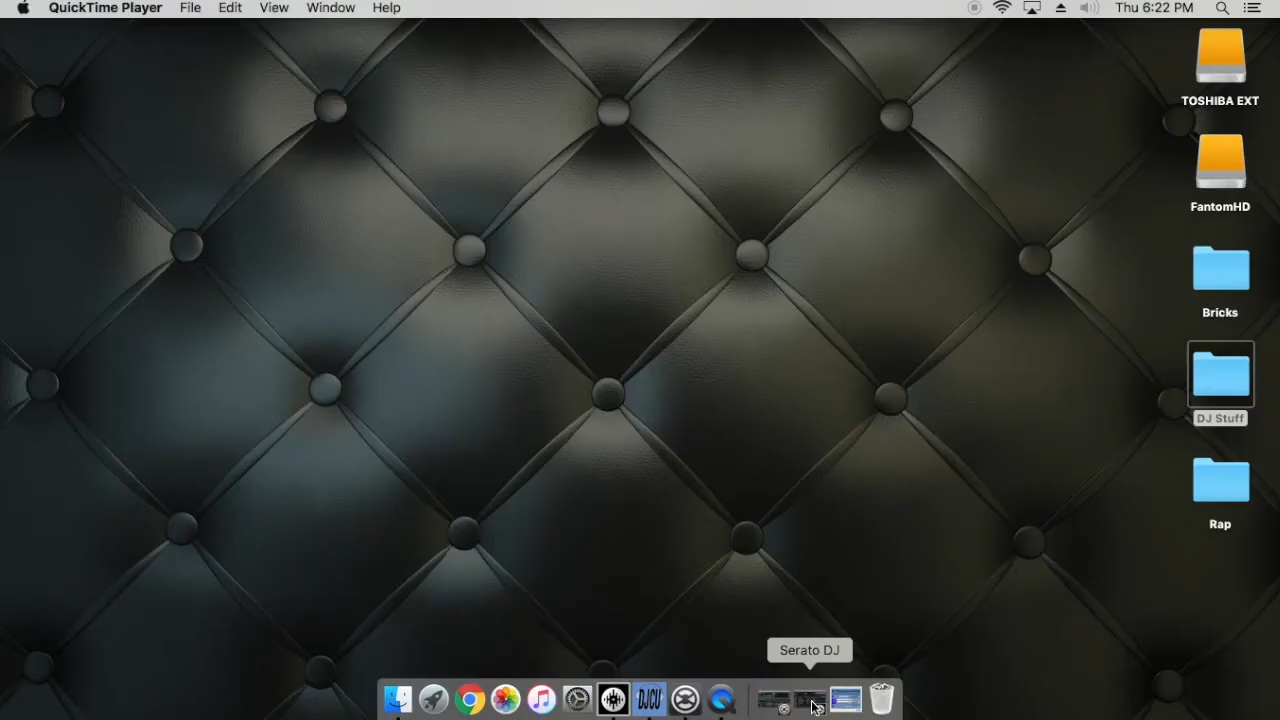 QuickTime Player File Edit View Window Help Thu 6:22 PM
TOSHIBA EXT
FantomHD
Bricks
DJ Stuff
Rap
Serato DJ
DJCU